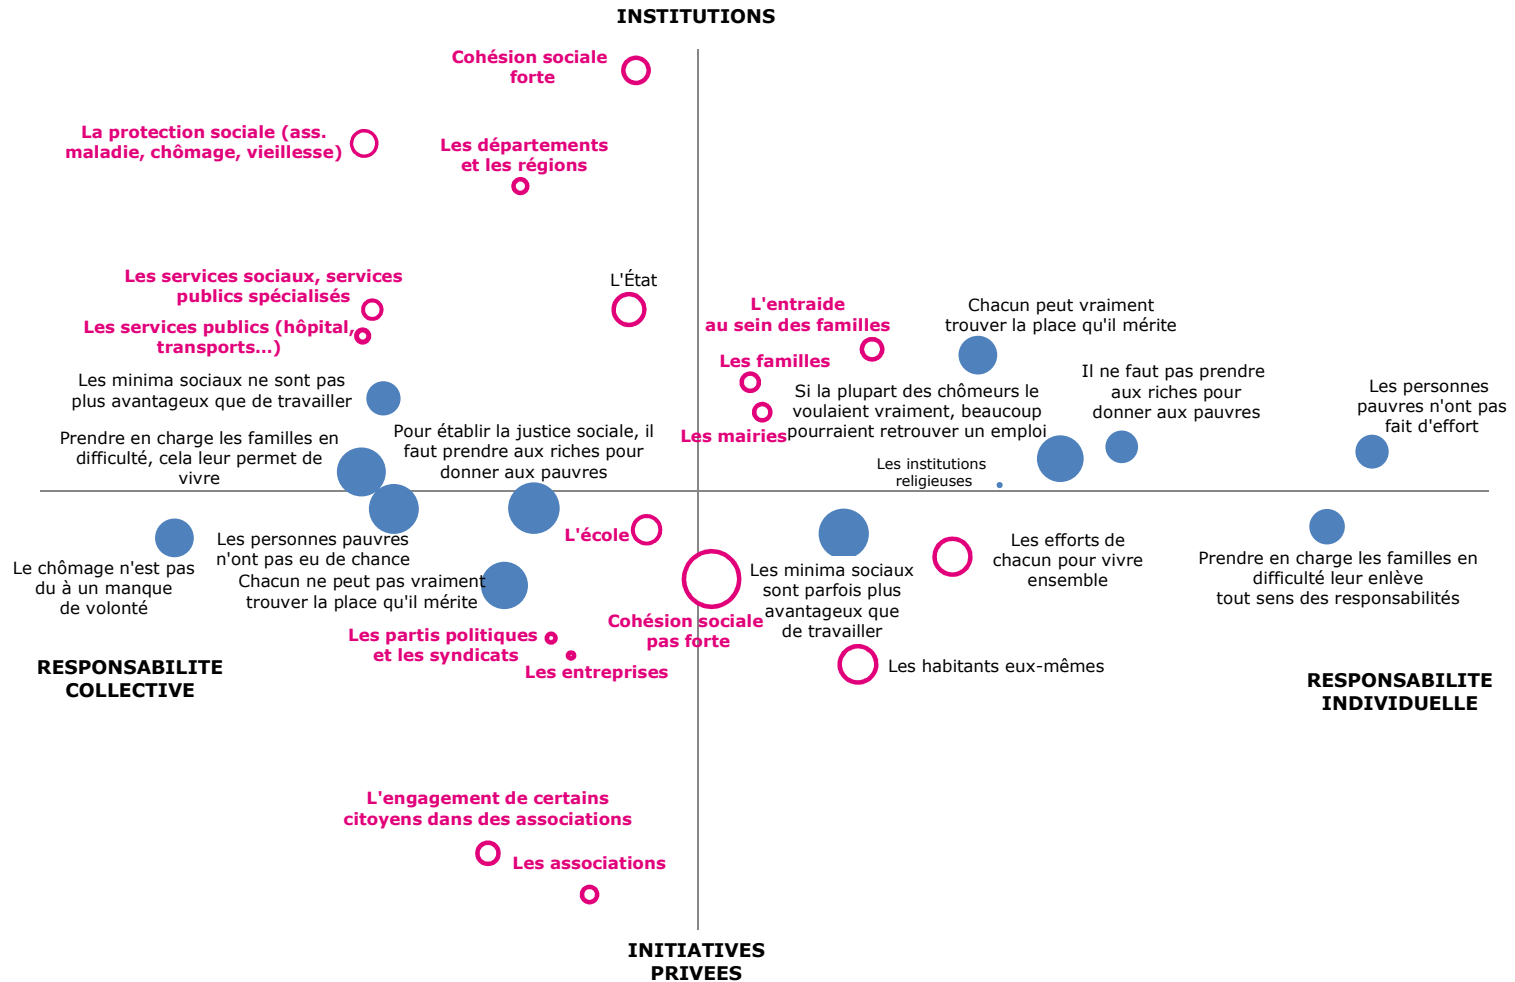 INSTITUTIONS
Cohésion sociale
forte
La protection sociale (ass.
maladie, chômage, vieillesse)
Les départements
et les régions
Les services sociaux, services
publics spécialisés
L'État
Les services publics (hôpital,
transports...)
L'entraide
au sein des familles
Chacun peut vraiment
trouver la place qu'il mérite
Les familles
Les minima sociaux ne sont pas
plus avantageux que de travailler
Si la plupart des chômeurs le
voulaient vraiment, beaucoup
pourraient retrouver un emploi
Il ne faut pas prendre
aux riches pour
donner aux pauvres
Les personnes
pauvres n'ont pas
fait d'effort
Prendre en charge les familles en
difficulté, cela leur permet de
vivre
Pour établir la justice sociale, il
faut prendre aux riches pour
donner aux pauvres
Les mairies
Les institutions
religieuses
Le chômage n'est pas
du à un manque
de volonté
Les personnes pauvres
n'ont pas eu de chance
Chacun ne peut pas vraiment
trouver la place qu'il mérite
L'école
Les minima sociaux
sont parfois plus
avantageux que
de travailler
Les efforts de
chacun pour vivre
ensemble
Prendre en charge les familles en
difficulté leur enlève
tout sens des responsabilités
Cohésion sociale
pas forte
Les partis politiques
et les syndicats
Les entreprises
Les habitants eux-mêmes
RESPONSABILITE
COLLECTIVE
RESPONSABILITE
INDIVIDUELLE
L'engagement de certains
citoyens dans des associations
Les associations
INITIATIVES
PRIVEES